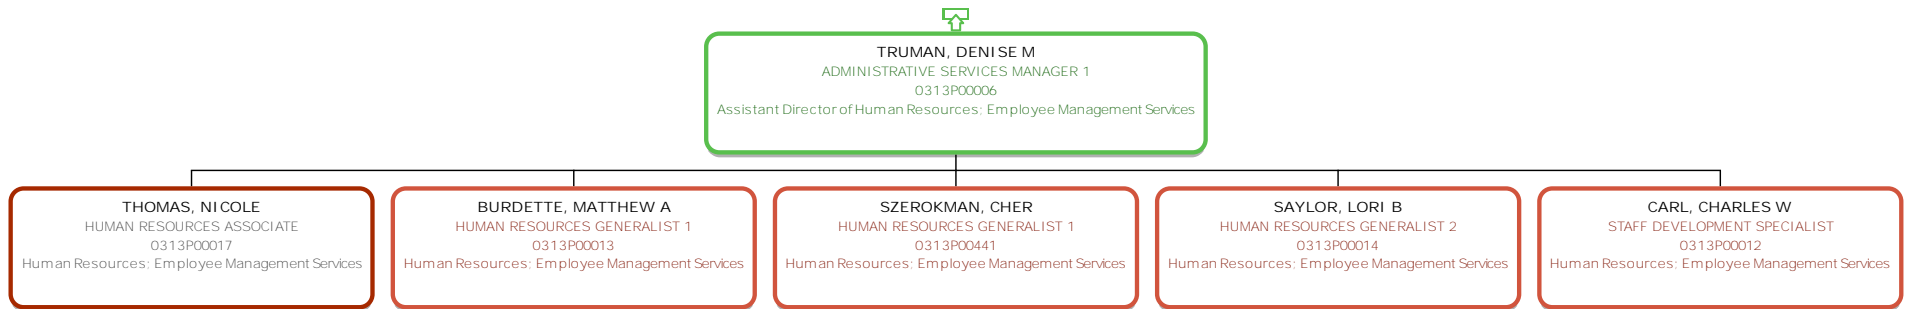 TRUMAN, DENISE M
ADMINISTRATIVE SERVICES MANAGER 1
0313P00006
Assistant Director of Human Resources; Employee Management Services
THOMAS, NICOLE
HUMAN RESOURCES ASSOCIATE
0313P00017
Human Resources; Employee Management Services
BURDETTE, MATTHEW A
HUMAN RESOURCES GENERALIST 1
0313P00013
Human Resources; Employee Management Services
SZEROKMAN, CHER
HUMAN RESOURCES GENERALIST 1
0313P00441
Human Resources; Employee Management Services
SAYLOR, LORI B
HUMAN RESOURCES GENERALIST 2
0313P00014
Human Resources; Employee Management Services
CARL, CHARLES W
STAFF DEVELOPMENT SPECIALIST
0313P00012
Human Resources; Employee Management Services